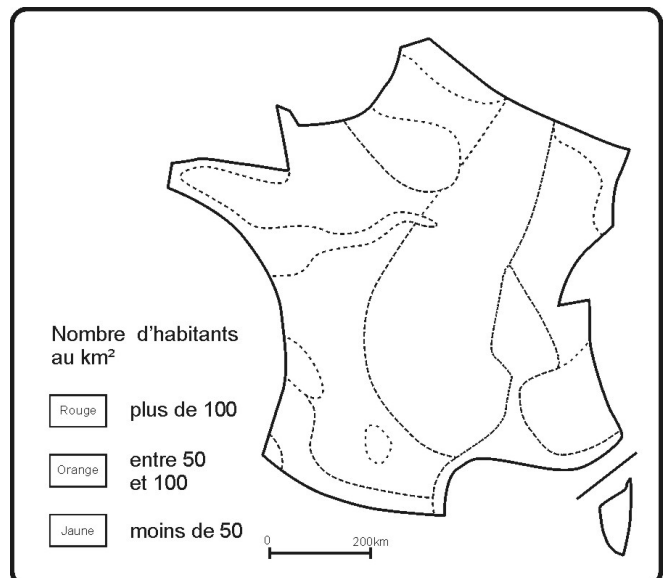 Nombre d'habitants
au km²
Rouge plus de 100
Orange entre 50
et 100
Jaune moins de 50
0 200km